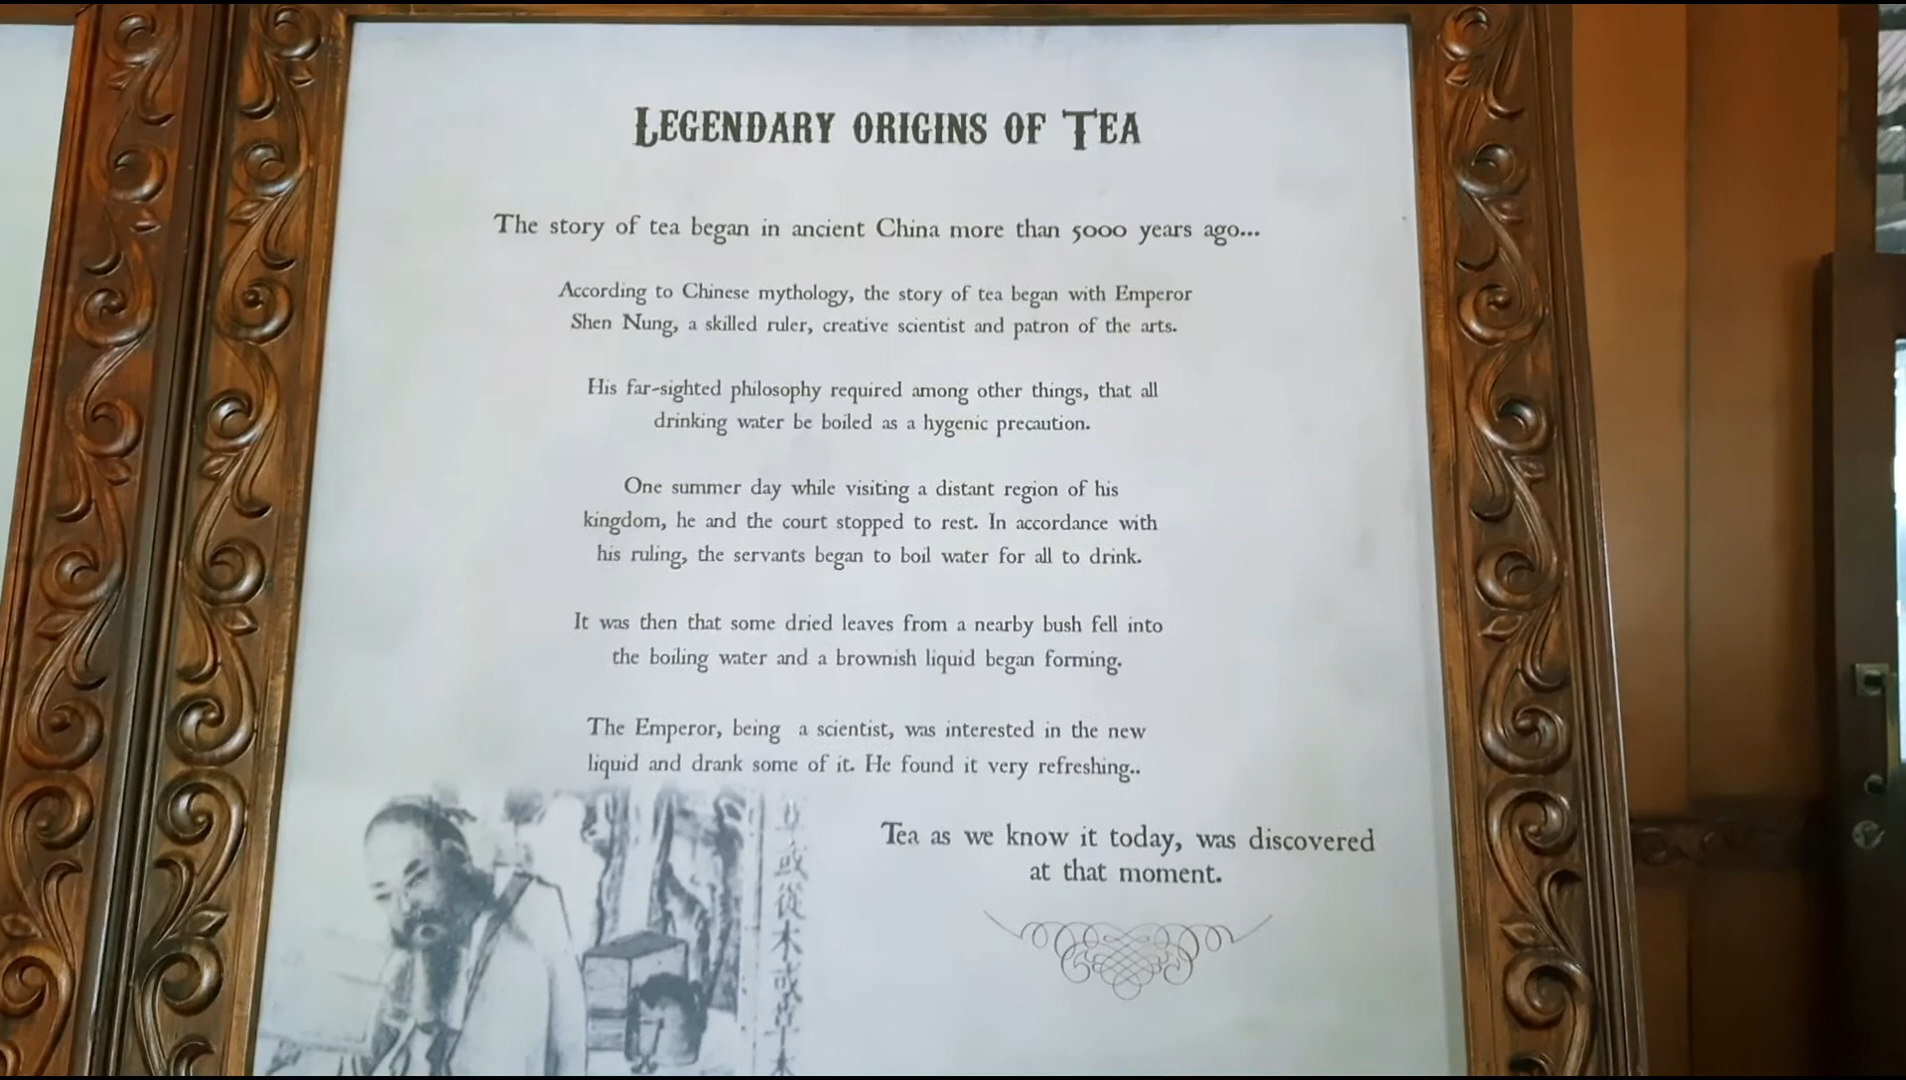 Legendary origins of Tea
The story of tea began in ancient China more than 5000 years ago...
According to Chinese mythology, the story of tea began with Emperor
Shen Nung, a skilled ruler, creative scientist and patron of the arts.
His far-sighted philosophy required among other things, that all
drinking water be boiled as a hygenic precaution.
One summer day while visiting a distant region of his
kingdom, he and the court stopped to rest. In accordance with
his ruling, the servants began to boil water for all to drink.
It was then that some dried leaves from a nearby bush fell into
the boiling water and a brownish liquid began forming.
The Emperor, being a scientist, was interested in the new
liquid and drank some of it. He found it very refreshing..
Tea as we know it today, was discovered
at that moment.
或從木或草